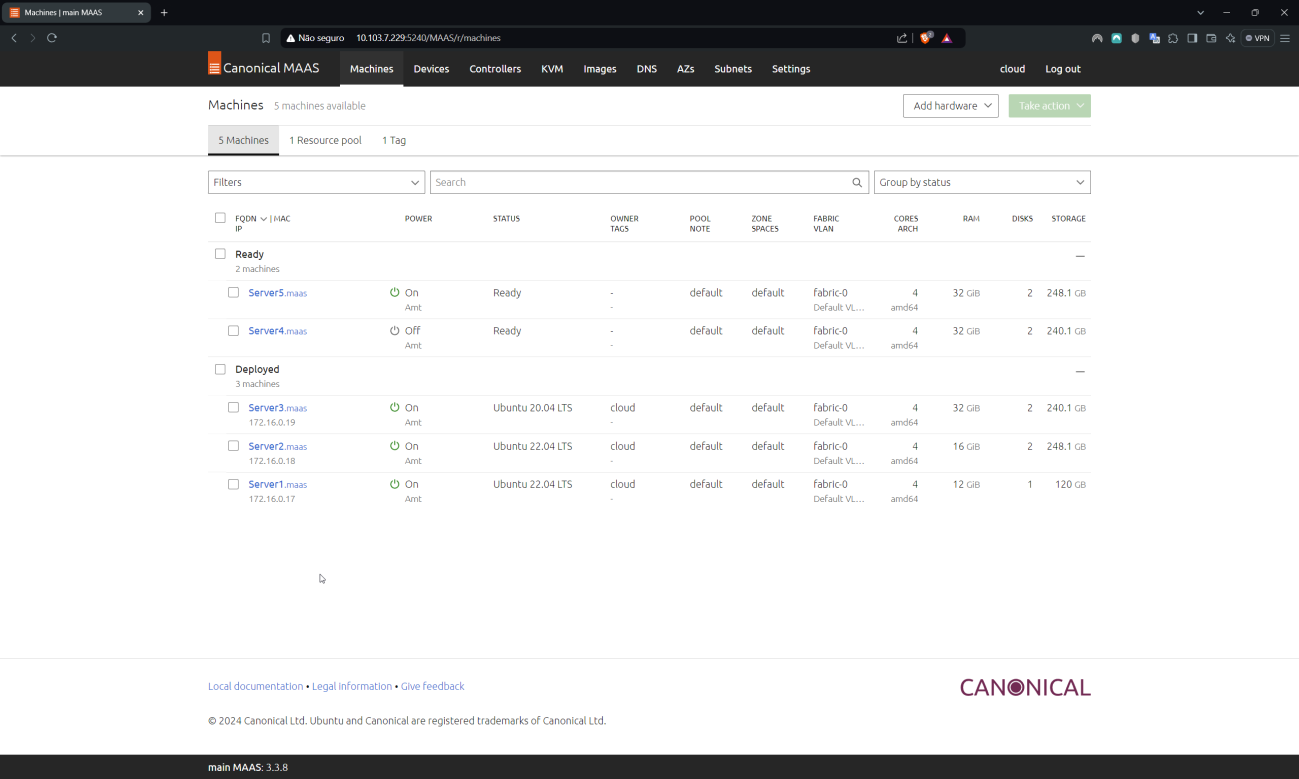 Machines | main MAAS
Não seguro 10.103.7.229:5240/MAAS/r/machines
VPN
Canonical MAAS Machines Devices Controllers KVM Images DNS AZs Subnets Settings cloud Log out
Machines 5 machines available Add hardware Take action
5 Machines 1 Resource pool 1 Tag
Filters Search Group by status
FQDN | MAC POWER STATUS OWNER POOL ZONE FABRIC CORES RAM DISKS STORAGE
IP TAGS NOTE SPACES VLAN ARCH
Ready
2 machines
Server5.maas On Ready - default default fabric-0 4 32 GiB 2 248.1 GB
Amt - Default VL... amd64
Server4.maas Off Ready - default default fabric-0 4 32 GiB 2 240.1 GB
Amt - Default VL... amd64
Deployed
3 machines
Server3.maas On Ubuntu 20.04 LTS cloud default default fabric-0 4 32 GiB 2 240.1 GB
172.16.0.19 Amt - Default VL... amd64
Server2.maas On Ubuntu 22.04 LTS cloud default default fabric-0 4 16 GiB 2 248.1 GB
172.16.0.18 Amt - Default VL... amd64
Server1.maas On Ubuntu 22.04 LTS cloud default default fabric-0 4 12 GiB 1 120 GB
172.16.0.17 Amt - Default VL... amd64
Local documentation • Legal information • Give feedback
CANONICAL
© 2024 Canonical Ltd. Ubuntu and Canonical are registered trademarks of Canonical Ltd.
main MAAS: 3.3.8